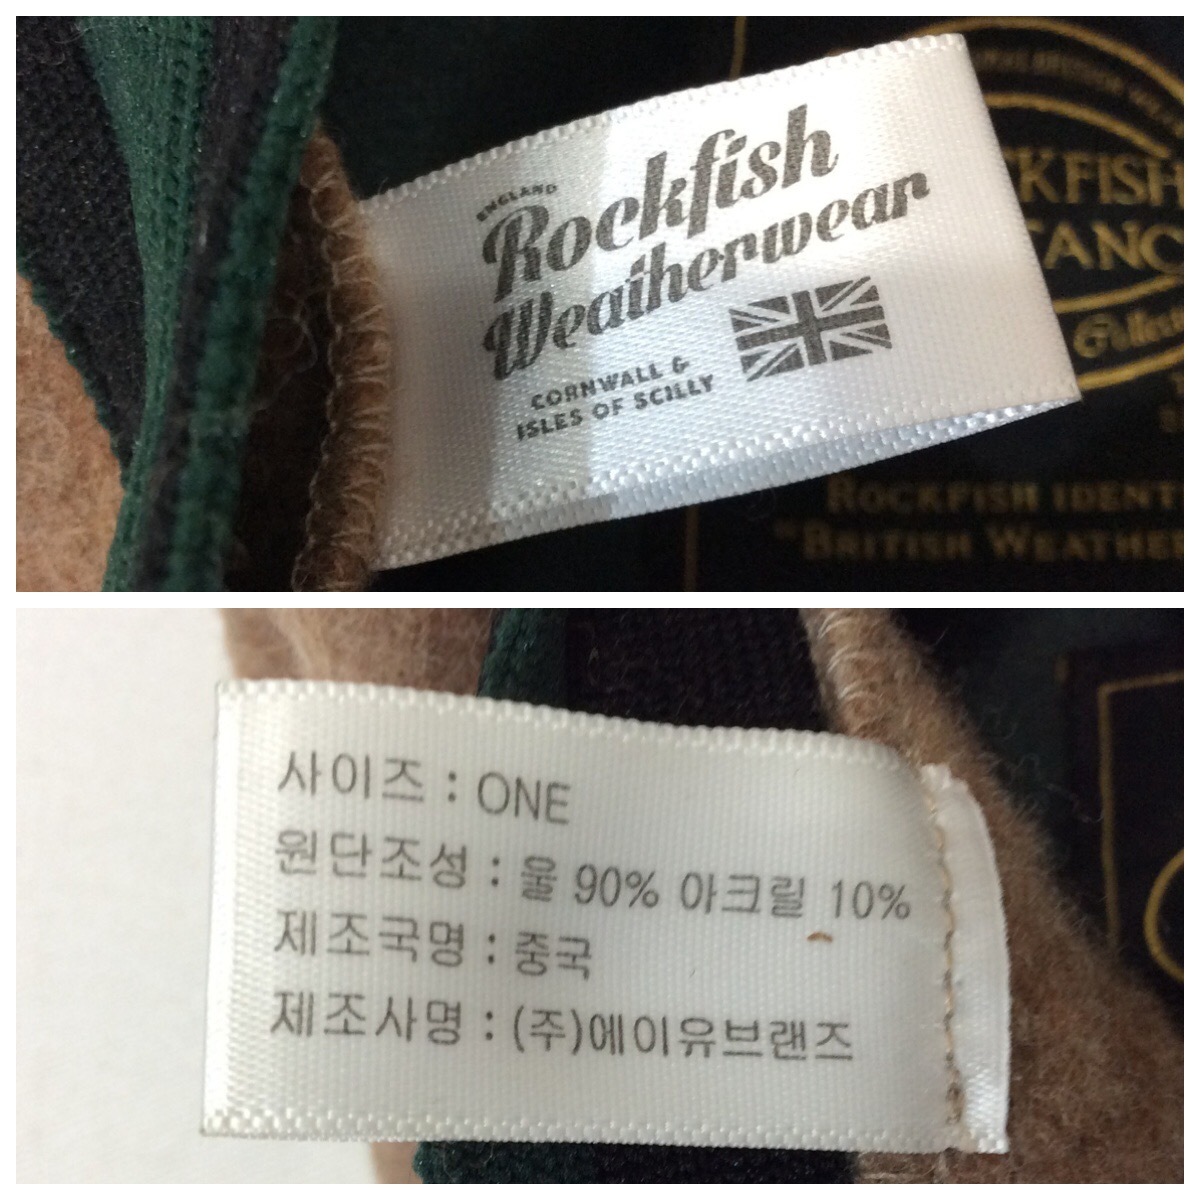 ENGLAND
Rockfish
Weatherwear
CORNWALL &
ISLES OF SCILLY
ROCKFISH
사이즈 : ONE
원단조성 : 울 90% 아크릴 10%
제조국명 : 중국
제조사명 : (주)에이유브랜즈